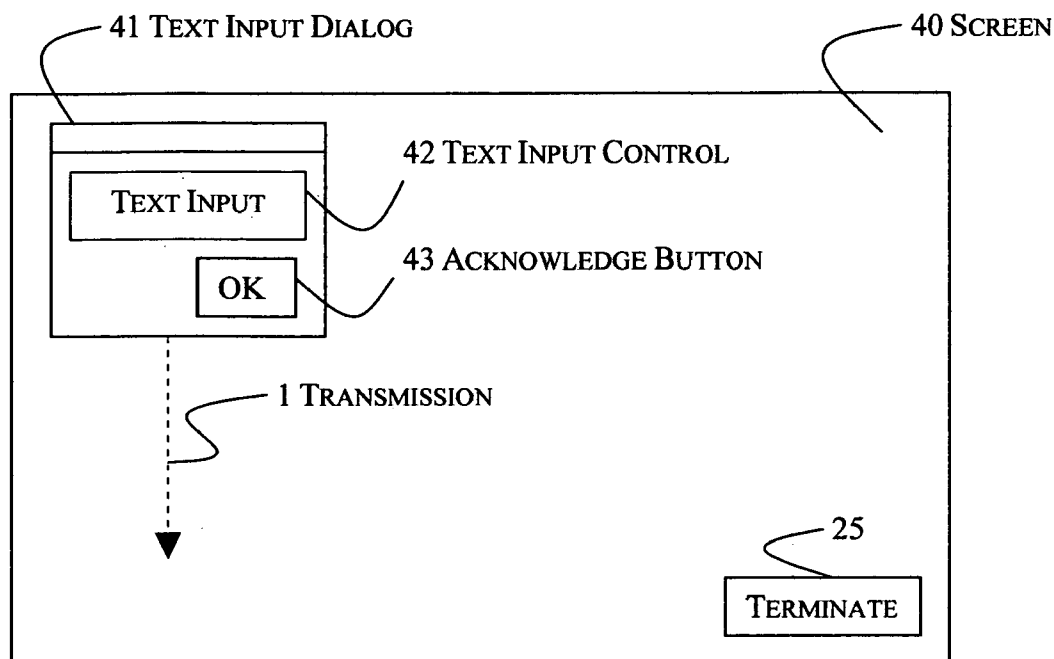 41 TEXT INPUT DIALOG
40 SCREEN
42 TEXT INPUT CONTROL
TEXT INPUT
43 ACKNOWLEDGE BUTTON
OK
1 TRANSMISSION
25
TERMINATE